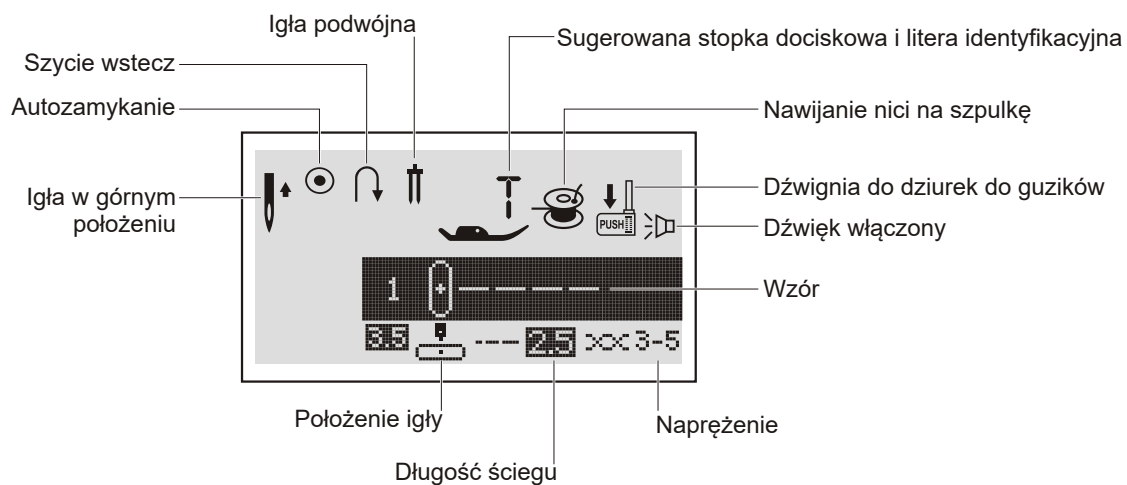 Igła podwójna
Sugerowana stopka dociskowa i litera identyfikacyjna
Szycie wstecz
Autozamykanie
Nawijanie nici na szpulkę
Igła w górnym
położeniu
Dźwignia do dziurek do guzików
PUSH
Dźwięk włączony
T
1
Wzór
3.5
2.5
3-5
Położenie igły
Naprężenie
Długość ściegu